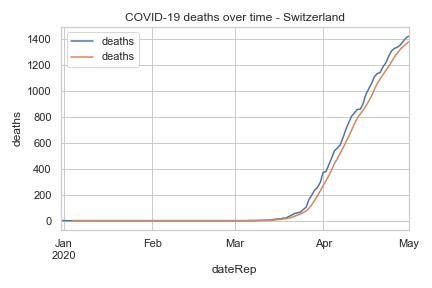 COVID-19 deaths over time - Switzerland
deaths
deaths
1400
1200
1000
800
600
400
200
0
deaths
Jan Feb Mar Apr May
2020
dateRep